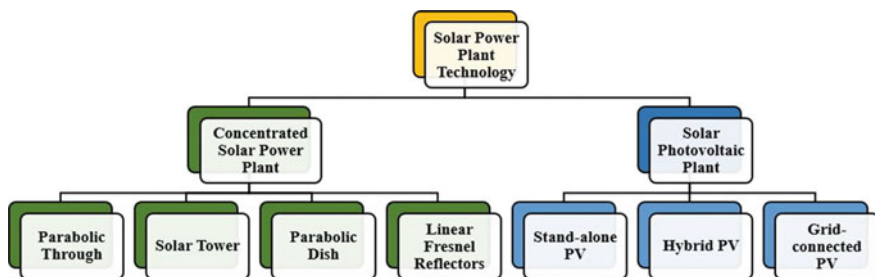 Solar Power
Plant
Technology
Concentrated
Solar Power
Plant
Solar
Photovoltaic
Plant
Parabolic
Through
Solar Tower
Parabolic
Dish
Linear
Fresnel
Reflectors
Stand-alone
PV
Hybrid PV
Grid-
connected PV